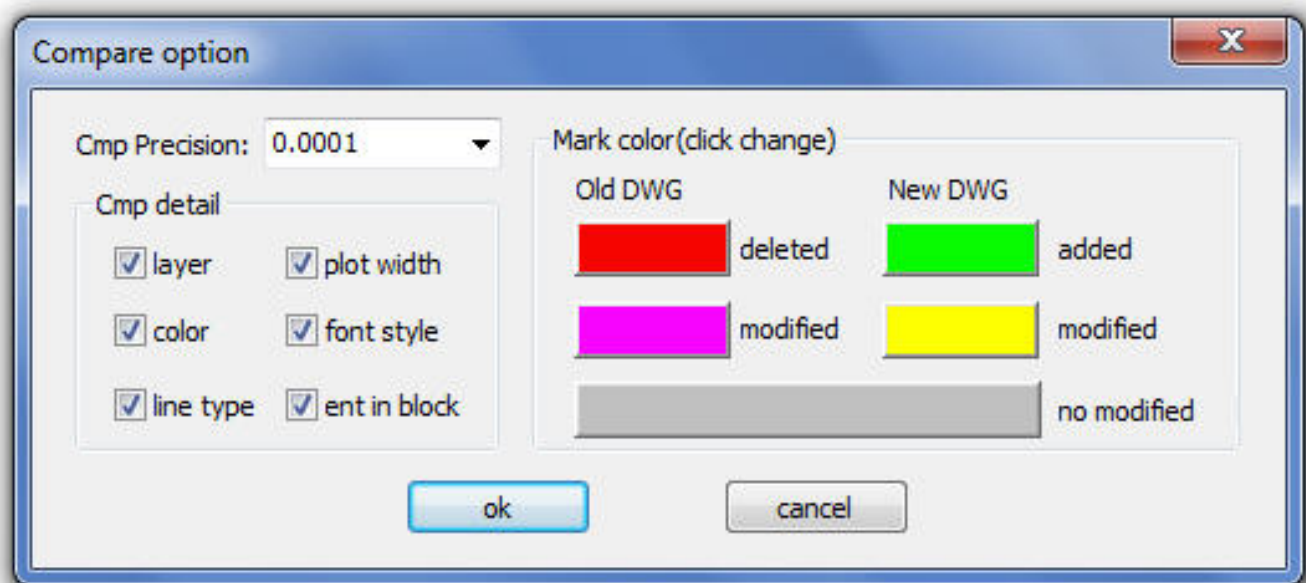 Compare option
Cmp Precision: 0.0001
Cmp detail
layer
plot width
color
font style
line type
ent in block
Mark color(click change)
Old DWG
New DWG
deleted
added
modified
modified
no modified
ok
cancel